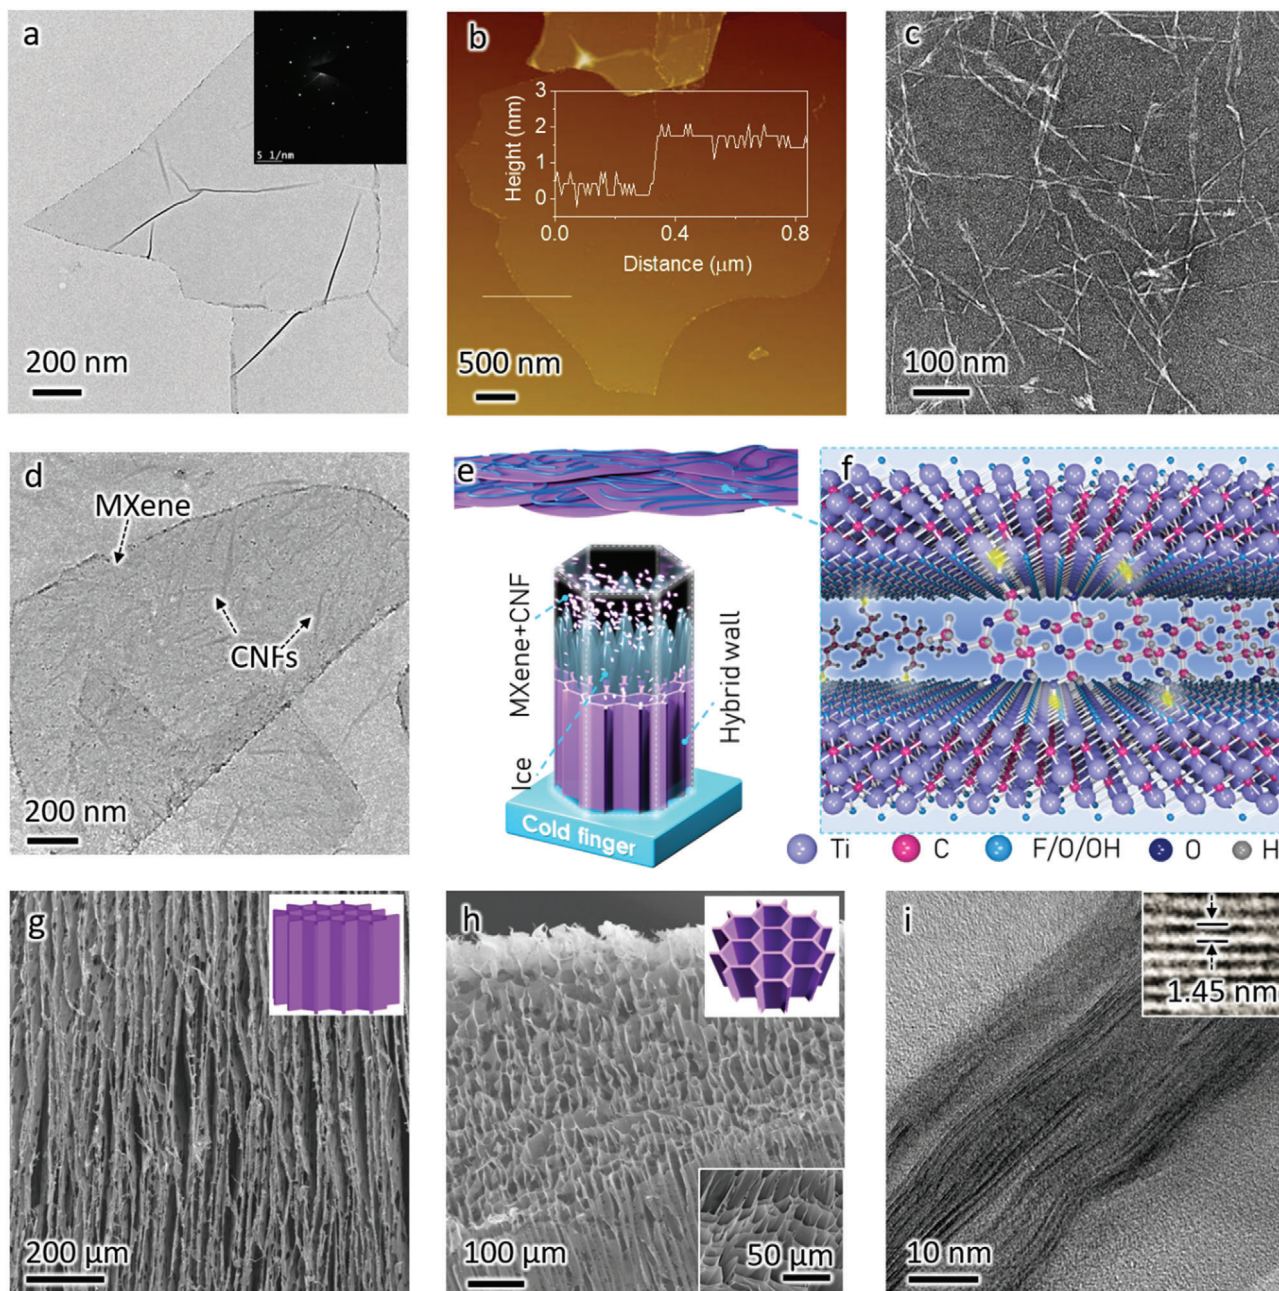 a
5 1/nm
200 nm
b
3
2
1
0
Height (nm)
0.0
0.4
0.8
Distance (μm)
500 nm
c
100 nm
d
MXene
CNFs
200 nm
e
MXene+CNF
Ice
Hybrid wall
Cold finger
f
Ti
C
F/O/OH
O
H
g
200 μm
h
100 μm
50 μm
i
1.45 nm
10 nm